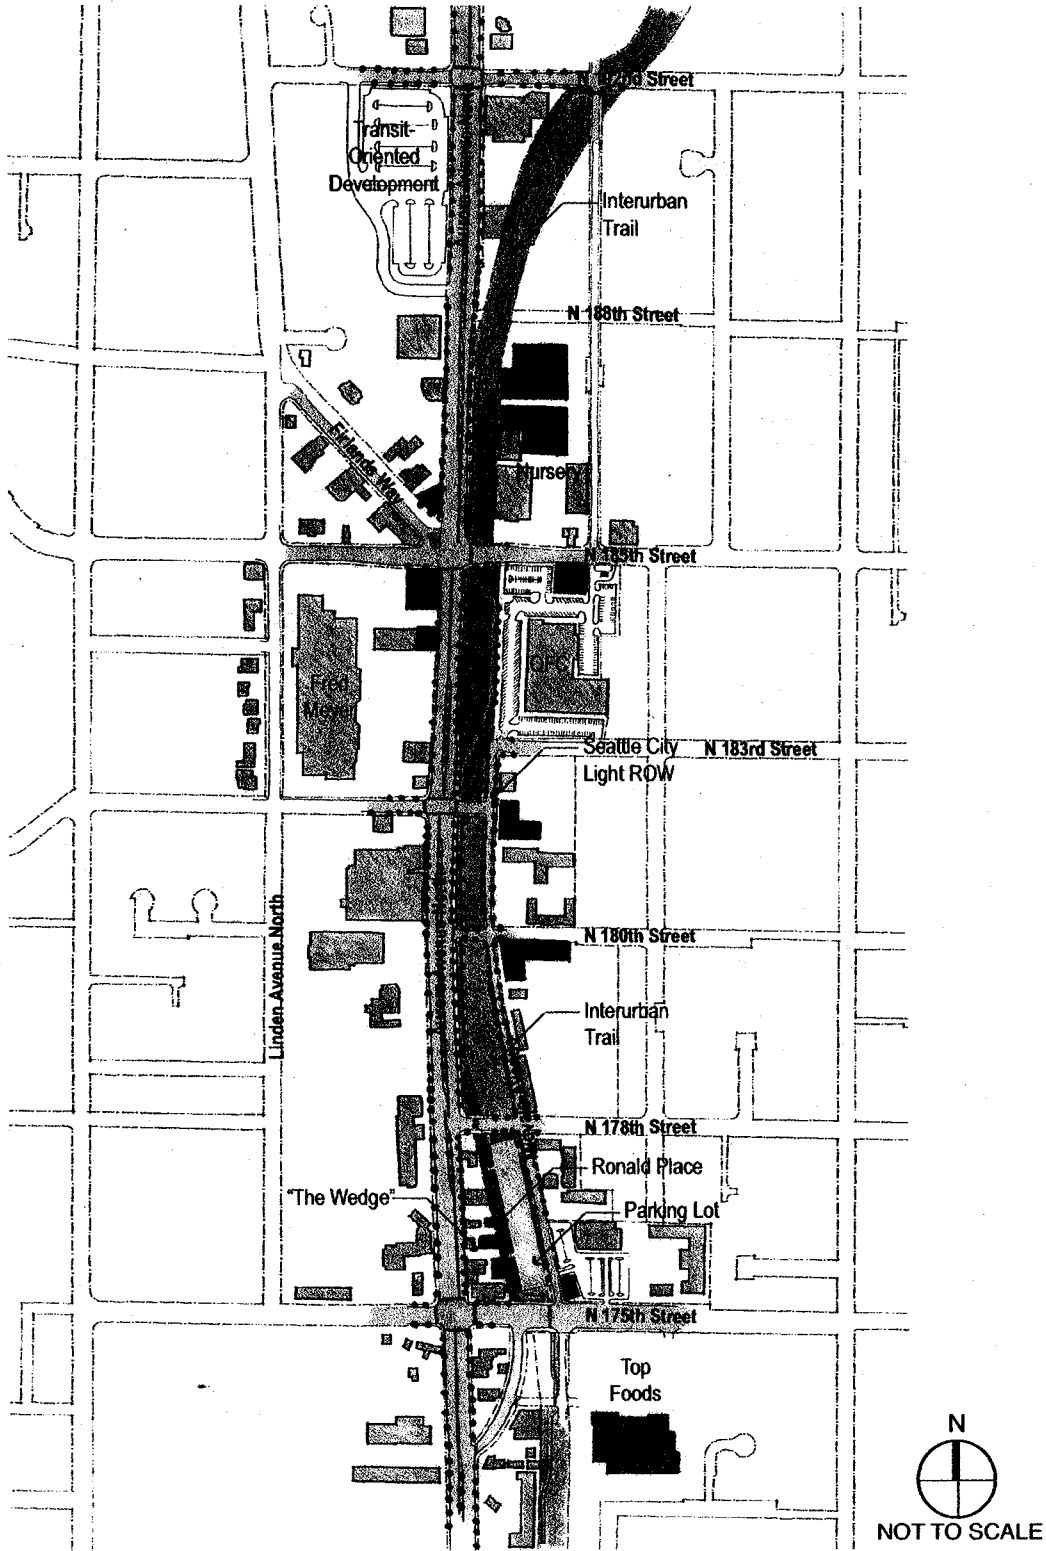 N 192nd Street
Transit-
Oriented
Development
Interurban
Trail
N 188th Street
Firlands Way
Nursery
N 185th Street
QFC
Fred
Meyer
Seattle City
Light ROW
N 183rd Street
Linden Avenue North
N 180th Street
Interurban
Trail
N 178th Street
Ronald Place
"The Wedge"
Parking Lot
N 175th Street
Top
Foods
N
NOT TO SCALE